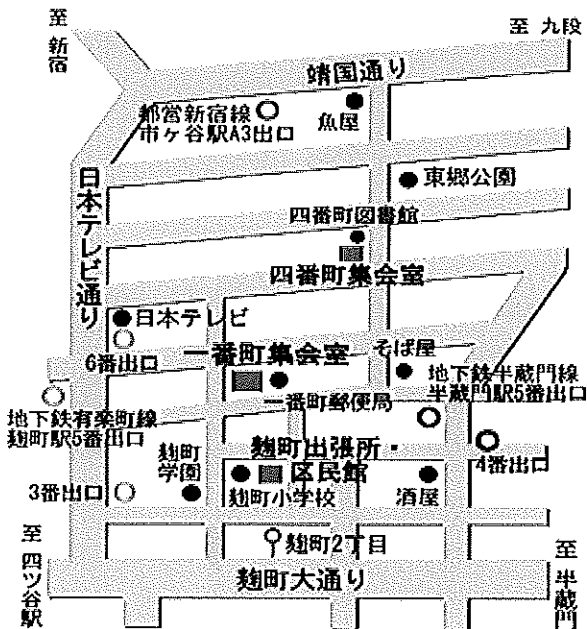 至 新宿
至 九段
靖国通り
都営新宿線
市ヶ谷駅A3出口
魚屋
日本テレビ通り
東郷公園
四番町図書館
四番町集会室
日本テレビ
6番出口
一番町集会室
そば屋
地下鉄半蔵門線
半蔵門駅5番出口
一番町郵便局
地下鉄有楽町線
麹町駅5番出口
麹町出張所・
区民館
麹町
学園
4番出口
3番出口
麹町小学校
酒屋
至 四ツ谷駅
麹町2丁目
至 半蔵門
麹町大通り